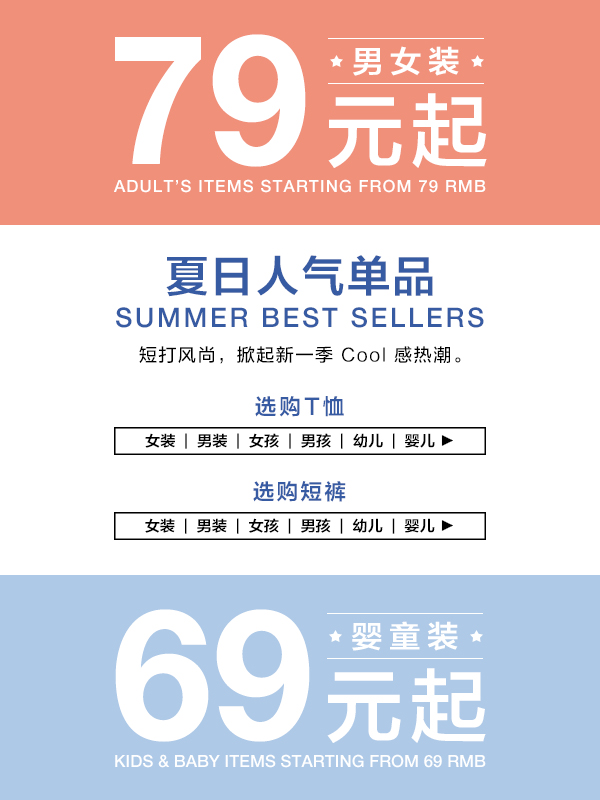 79
★男女装★
元起
ADULT'S ITEMS STARTING FROM 79 RMB
夏日人气单品
SUMMER BEST SELLERS
短打风尚，掀起新一季 Cool 感热潮。
选购T恤
女装 | 男装 | 女孩 | 男孩 | 幼儿 | 婴儿 ▶
选购短裤
女装 | 男装 | 女孩 | 男孩 | 幼儿 | 婴儿 ▶
69
★婴童装★
元起
KIDS & BABY ITEMS STARTING FROM 69 RMB